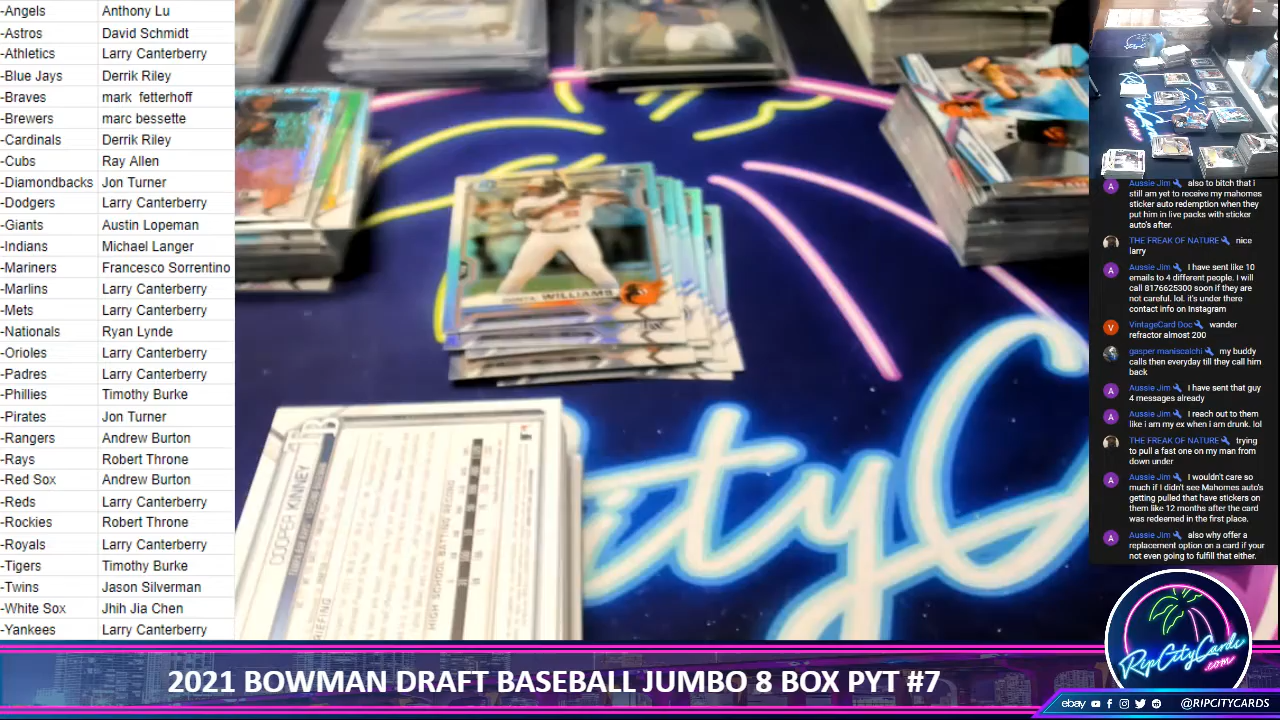 -Angels Anthony Lu
-Astros David Schmidt
-Athletics Larry Canterberry
-Blue Jays Derrik Riley
-Braves mark fetterhoff
-Brewers marc bessette
-Cardinals Derrik Riley
-Cubs Ray Allen
-Diamondbacks Jon Turner
-Dodgers Larry Canterberry
-Giants Austin Lopeman
-Indians Michael Langer
-Mariners Francesco Sorrentino
-Marlins Larry Canterberry
-Mets Larry Canterberry
-Nationals Ryan Lynde
-Orioles Larry Canterberry
-Padres Larry Canterberry
-Phillies Timothy Burke
-Pirates Jon Turner
-Rangers Andrew Burton
-Rays Robert Throne
-Red Sox Andrew Burton
-Reds Larry Canterberry
-Rockies Robert Throne
-Royals Larry Canterberry
-Tigers Timothy Burke
-Twins Jason Silverman
-White Sox Jhih Jia Chen
-Yankees Larry Canterberry
WILLIAMS
COOPER KINNEY
HIGH SCHOOL BATTING RECORD
RipCityC
A Aussie Jim also to bitch that i
still am yet to receive my mahomes
sticker auto redemption when they
put him in live packs with sticker
auto's after.
THE FREAK OF NATURE nice
larry
A Aussie Jim I have sent like 10
emails to 4 different people. I will
call 8176625300 soon if they
are not careful. lol. it's under there
contact info on Instagram
V VintageCard Doc wander
refractor almost 200
gasper maniscalchi my buddy
calls then everyday till they call him
back
A Aussie Jim I have sent that guy
4 messages already
A Aussie Jim I reach out to them
like i am my ex when i am drunk. lol
THE FREAK OF NATURE trying
to pull a fast one on my man from
down under
A Aussie Jim I wouldn't care so
much if I didn't see Mahomes auto's
getting pulled that have stickers on
them like 12 months after the card
was redeemed in the first place.
A Aussie Jim also why offer a
replacement option on a card if your
not even going to fulfill that either.
RipCityCards
.com
2021 BOWMAN DRAFT BASEBALL JUMBO 8 BOX PYT #7
ebay @RIPCITYCARDS